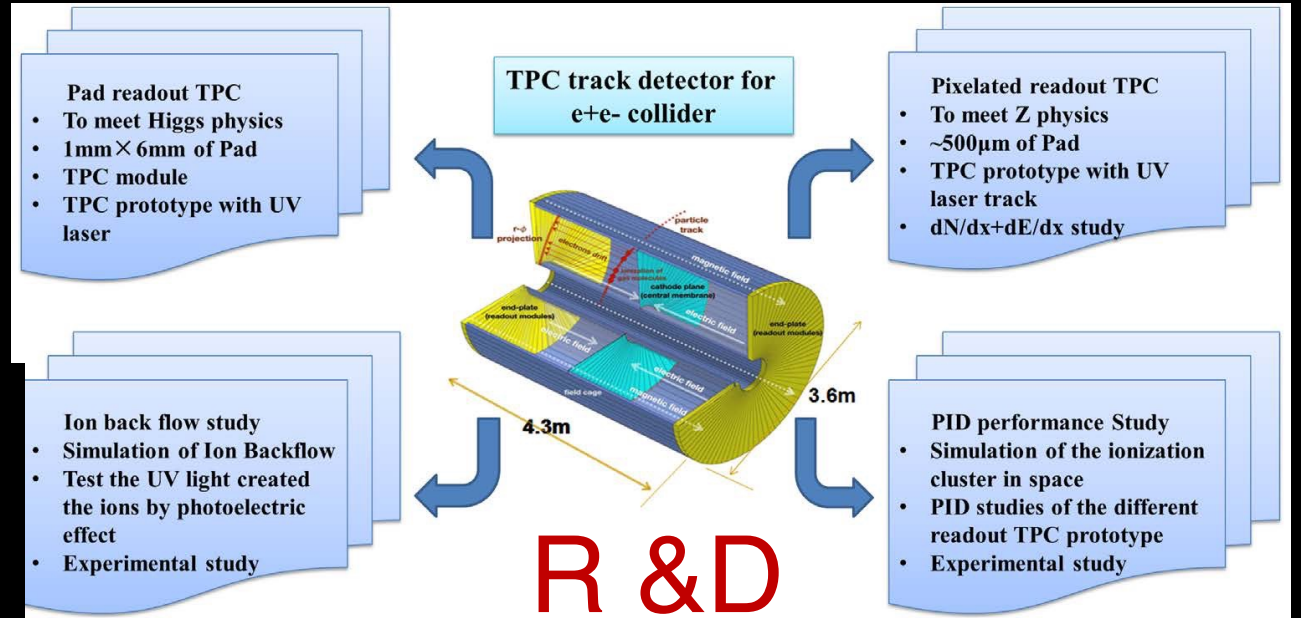 Pad readout TPC
• To meet Higgs physics
• 1mm×6mm of Pad
• TPC module
• TPC prototype with UV
laser
TPC track detector for
e+e- collider
Pixelated readout TPC
• To meet Z physics
• ~500μm of Pad
• TPC prototype with UV
laser track
• dN/dx+dE/dx study
r-φ
projection
electrons drift
particle
track
ionization of
gas molecules
magnetic field
cathode plane
(central membrane)
electric field
end-plate
(readout modules)
end-plate
(readout modules)
electric field
electric field
magnetic field
field cage
4.3m
3.6m
Ion back flow study
• Simulation of Ion Backflow
• Test the UV light created
the ions by photoelectric
effect
• Experimental study
PID performance Study
• Simulation of the ionization
cluster in space
• PID studies of the different
readout TPC prototype
• Experimental study
R &D